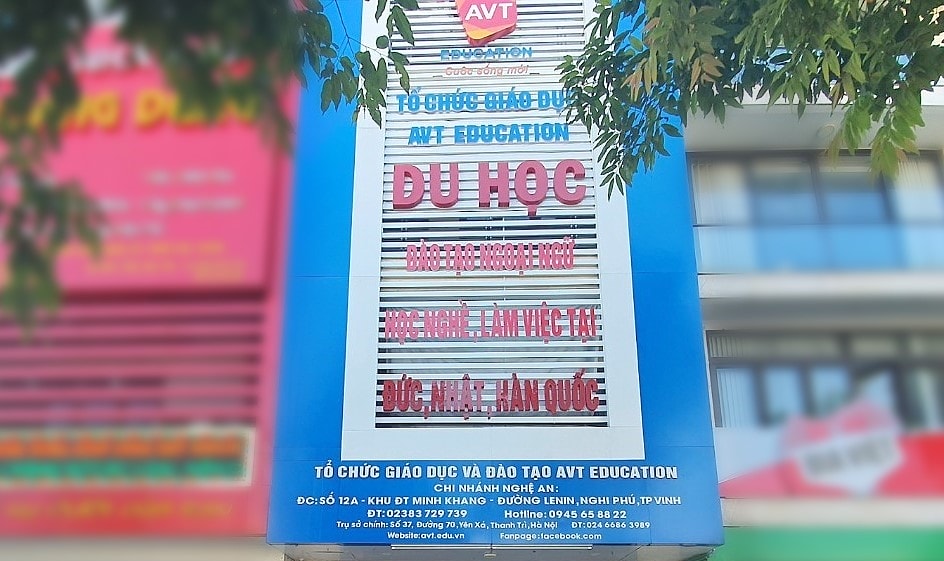 AVT
EDUCATION
Cuộc sống mới
TỔ CHỨC GIÁO DỤC
AVT EDUCATION
DU HỌC
ĐÀO TẠO NGOẠI NGỮ
HỌC NGHỀ, LÀM VIỆC TẠI
ĐỨC, NHẬT, HÀN QUỐC
TỔ CHỨC GIÁO DỤC VÀ ĐÀO TẠO AVT EDUCATION
CHI NHÁNH NGHỆ AN:
ĐC: SỐ 12A - KHU ĐT MINH KHANG - ĐƯỜNG LENIN, NGHI PHÚ, TP VINH
ĐT: 02383 729 739 Hotline: 0945 65 88 22
Trụ sở chính: Số 37, Đường 70, Yên Xá, Thanh Trì, Hà Nội ĐT: 024 6686 3989
Website: avt.edu.vn Fanpage: facebook.com